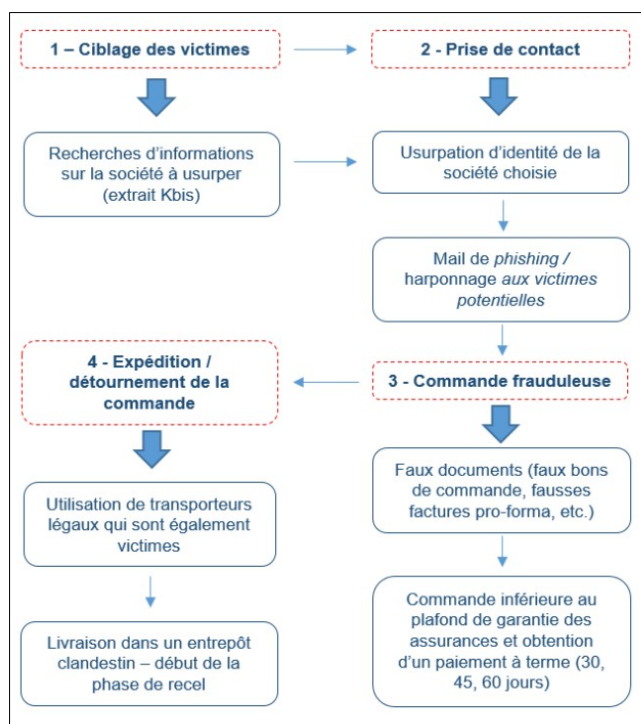 1 – Ciblage des victimes
2 - Prise de contact
Recherches d’informations
sur la société à usurper
(extrait Kbis)
Usurpation d’identité de la
société choisie
Mail de phishing /
harponnage aux victimes
potentielles
3 - Commande frauduleuse
Faux documents (faux bons
de commande, fausses
factures pro-forma, etc.)
Commande inférieure au
plafond de garantie des
assurances et obtention
d’un paiement à terme (30,
45, 60 jours)
4 - Expédition /
détournement de la
commande
Utilisation de transporteurs
légaux qui sont également
victimes
Livraison dans un entrepôt
clandestin – début de la
phase de recel